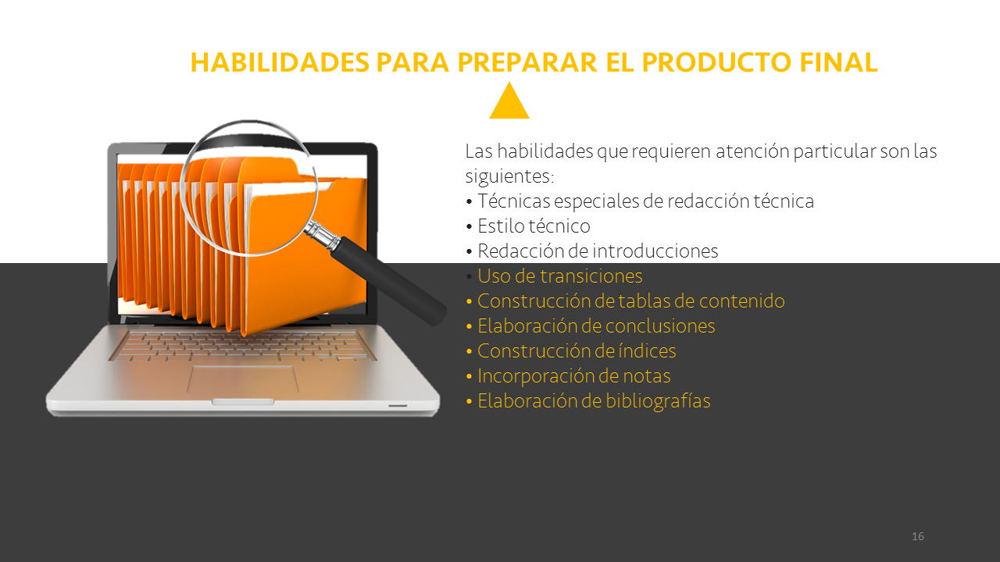 HABILIDADES PARA PREPARAR EL PRODUCTO FINAL
Las habilidades que requieren atención particular son las
siguientes:
• Técnicas especiales de redacción técnica
• Estilo técnico
• Redacción de introducciones
• Uso de transiciones
• Construcción de tablas de contenido
• Elaboración de conclusiones
• Construcción de índices
• Incorporación de notas
• Elaboración de bibliografías
16